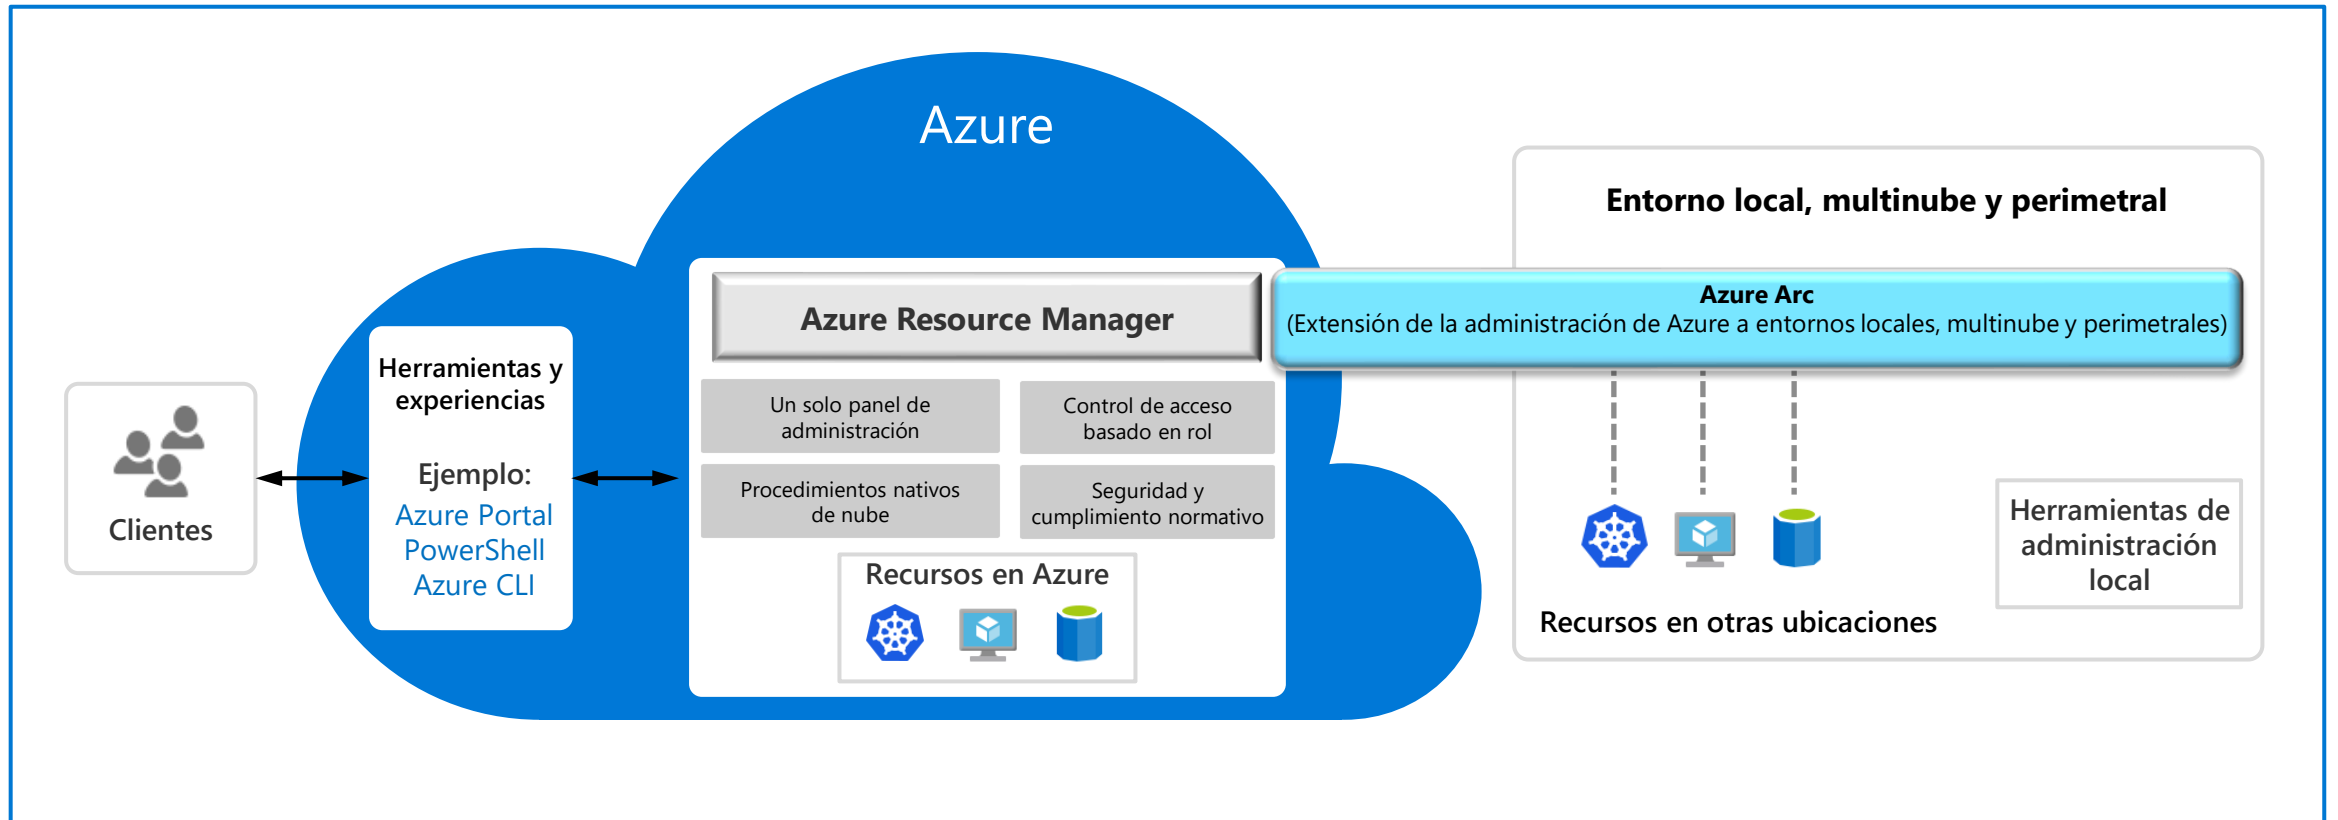 Azure
Entorno local, multinube y perimetral
Azure Resource Manager
Azure Arc
(Extensión de la administración de Azure a entornos locales, multinube y perimetrales)
Herramientas y
experiencias
Ejemplo:
Azure Portal
PowerShell
Azure CLI
Clientes
Un solo panel de
administración
Control de acceso
basado en rol
Procedimientos nativos
de nube
Seguridad y
cumplimiento normativo
Recursos en Azure
Herramientas de
administración
local
Recursos en otras ubicaciones